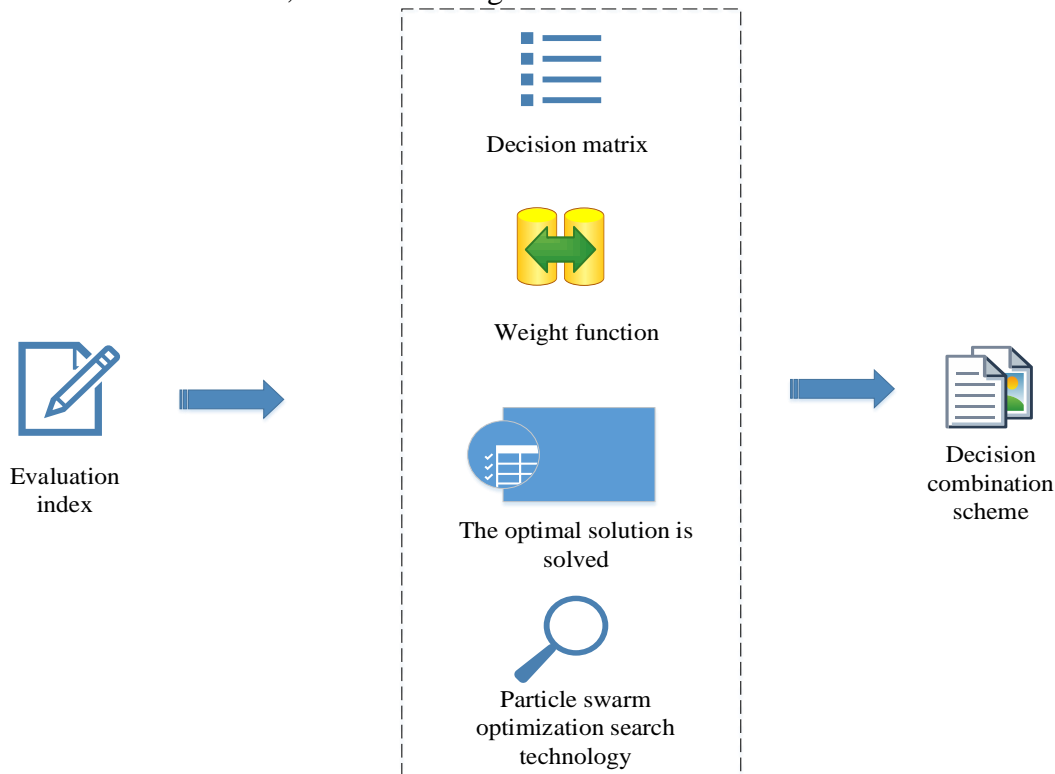 Decision matrix
Weight function
Evaluation
index
The optimal solution is
solved
Particle swarm
optimization search
technology
Decision
combination
scheme